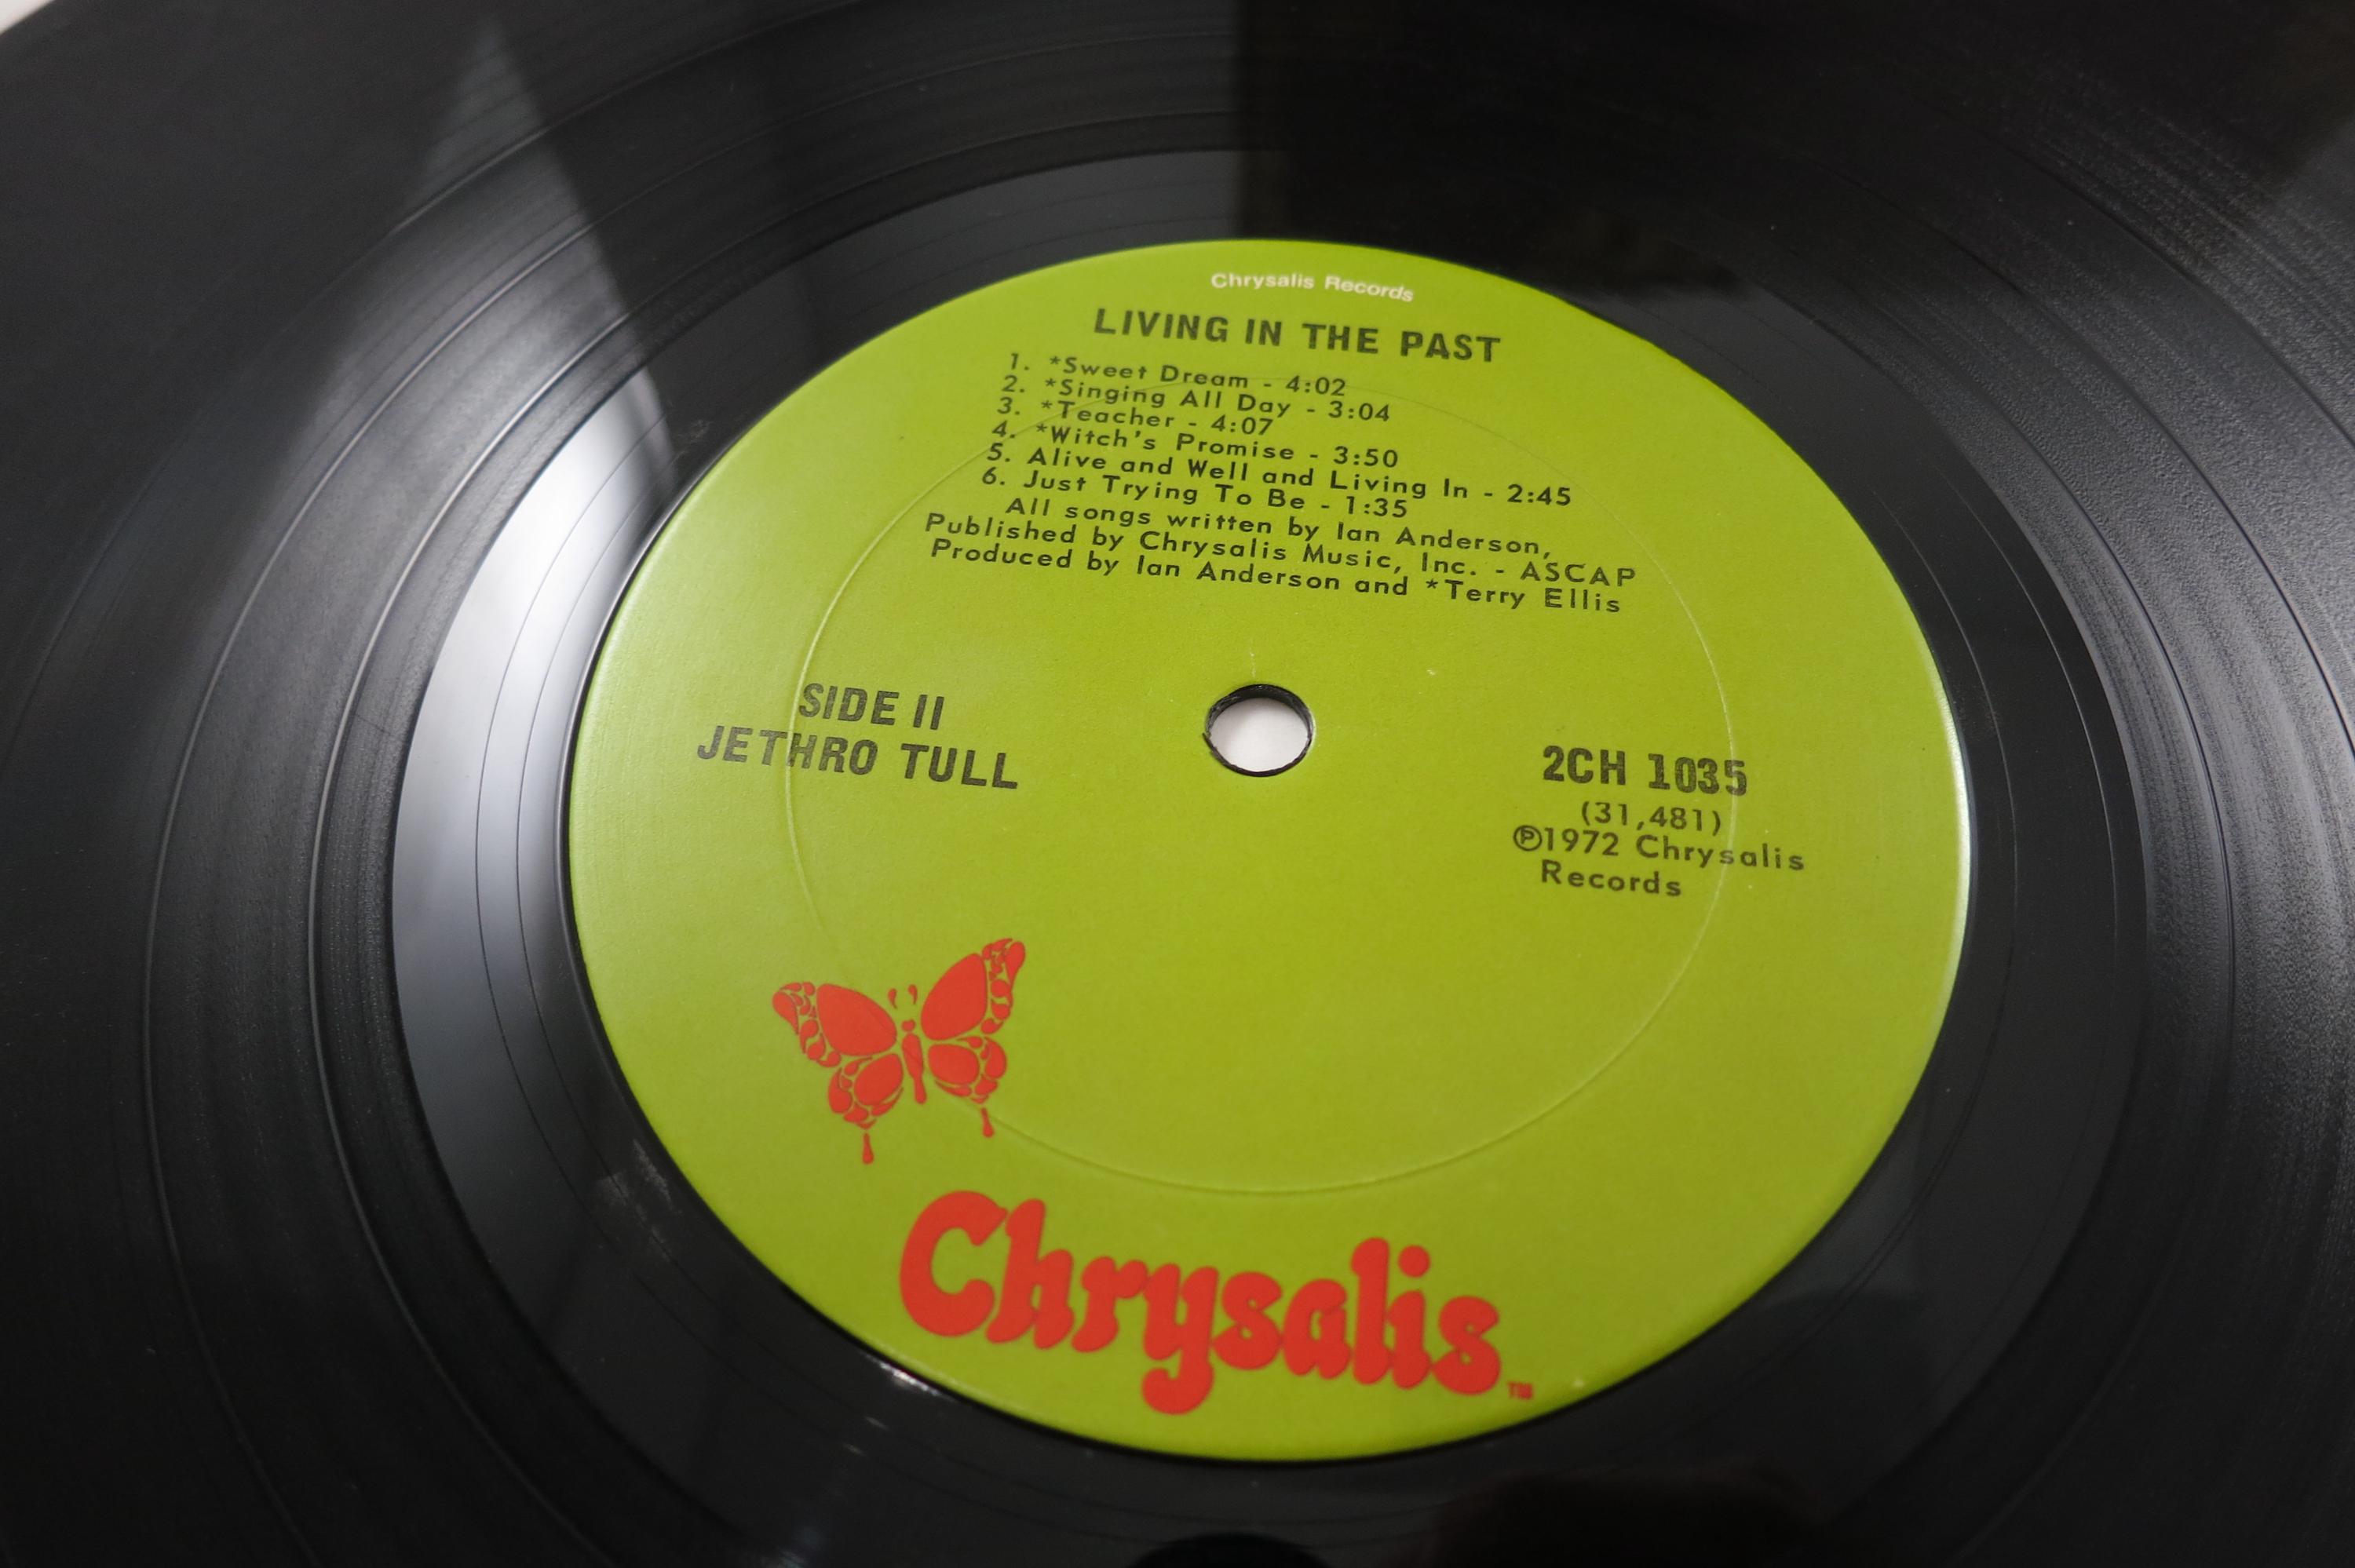 Chrysalis Records
LIVING IN THE PAST
1. *Sweet Dream - 4:02
2. *Singing All Day - 3:04
3. *Teacher - 4:07
4. *Witch's Promise - 3:50
5. Alive and Well and Living In - 2:45
6. Just Trying To Be - 1:35
All songs written by Ian Anderson,
Published by Chrysalis Music, Inc. - ASCAP
Produced by Ian Anderson and *Terry Ellis
SIDE II
JETHRO TULL
2CH 1035
(31,481)
℗1972 Chrysalis
Records
Chrysalis™